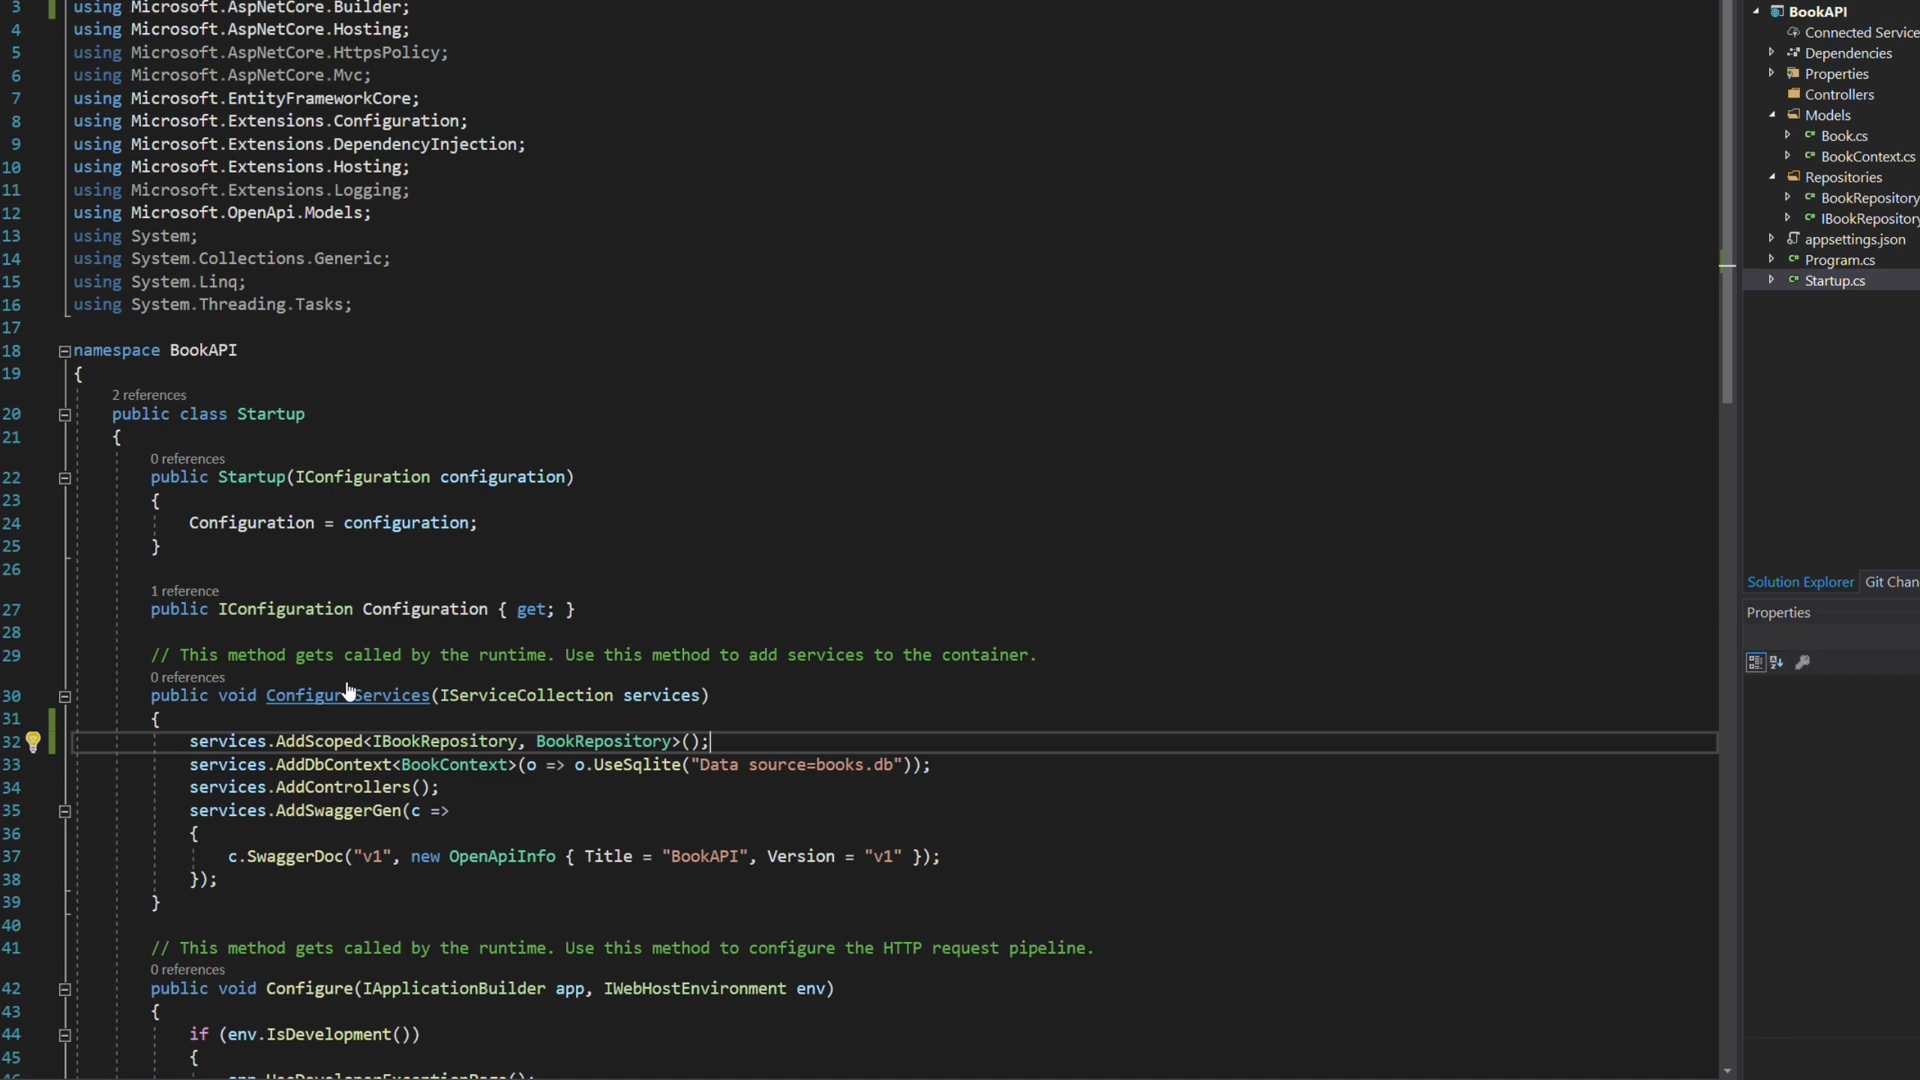 3 using Microsoft.AspNetCore.Builder;
4 using Microsoft.AspNetCore.Hosting;
5 using Microsoft.AspNetCore.HttpsPolicy;
6 using Microsoft.AspNetCore.Mvc;
7 using Microsoft.EntityFrameworkCore;
8 using Microsoft.Extensions.Configuration;
9 using Microsoft.Extensions.DependencyInjection;
10 using Microsoft.Extensions.Hosting;
11 using Microsoft.Extensions.Logging;
12 using Microsoft.OpenApi.Models;
13 using System;
14 using System.Collections.Generic;
15 using System.Linq;
16 using System.Threading.Tasks;
17
18 namespace BookAPI
19 {
2 references
20 public class Startup
21 {
0 references
22 public Startup(IConfiguration configuration)
23 {
24 Configuration = configuration;
25 }
26
1 reference
27 public IConfiguration Configuration { get; }
28
29 // This method gets called by the runtime. Use this method to add services to the container.
0 references
30 public void ConfigureServices(IServiceCollection services)
31 {
32 services.AddScoped<IBookRepository, BookRepository>();
33 services.AddDbContext<BookContext>(o => o.UseSqlite("Data source=books.db"));
34 services.AddControllers();
35 services.AddSwaggerGen(c =>
36 {
37 c.SwaggerDoc("v1", new OpenApiInfo { Title = "BookAPI", Version = "v1" });
38 });
39 }
40
41 // This method gets called by the runtime. Use this method to configure the HTTP request pipeline.
0 references
42 public void Configure(IApplicationBuilder app, IWebHostEnvironment env)
43 {
44 if (env.IsDevelopment())
45 {
46 app.UseDeveloperExceptionPage();
BookAPI
Connected Service
Dependencies
Properties
Controllers
Models
Book.cs
BookContext.cs
Repositories
BookRepository
IBookRepository
appsettings.json
Program.cs
Startup.cs
Solution Explorer Git Chan
Properties